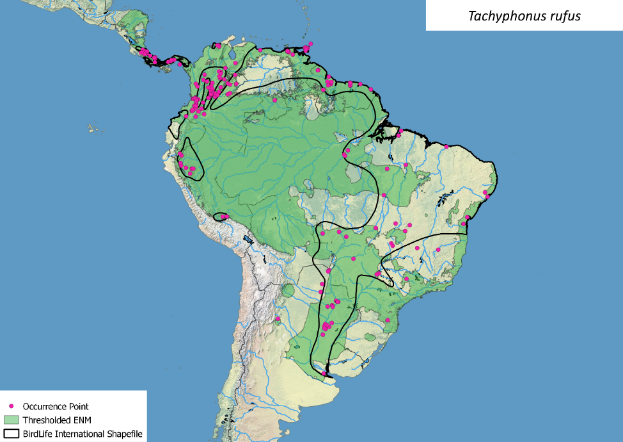 Tachyphonus rufus
Occurrence Point
Thresholded ENM
BirdLife International Shapefile